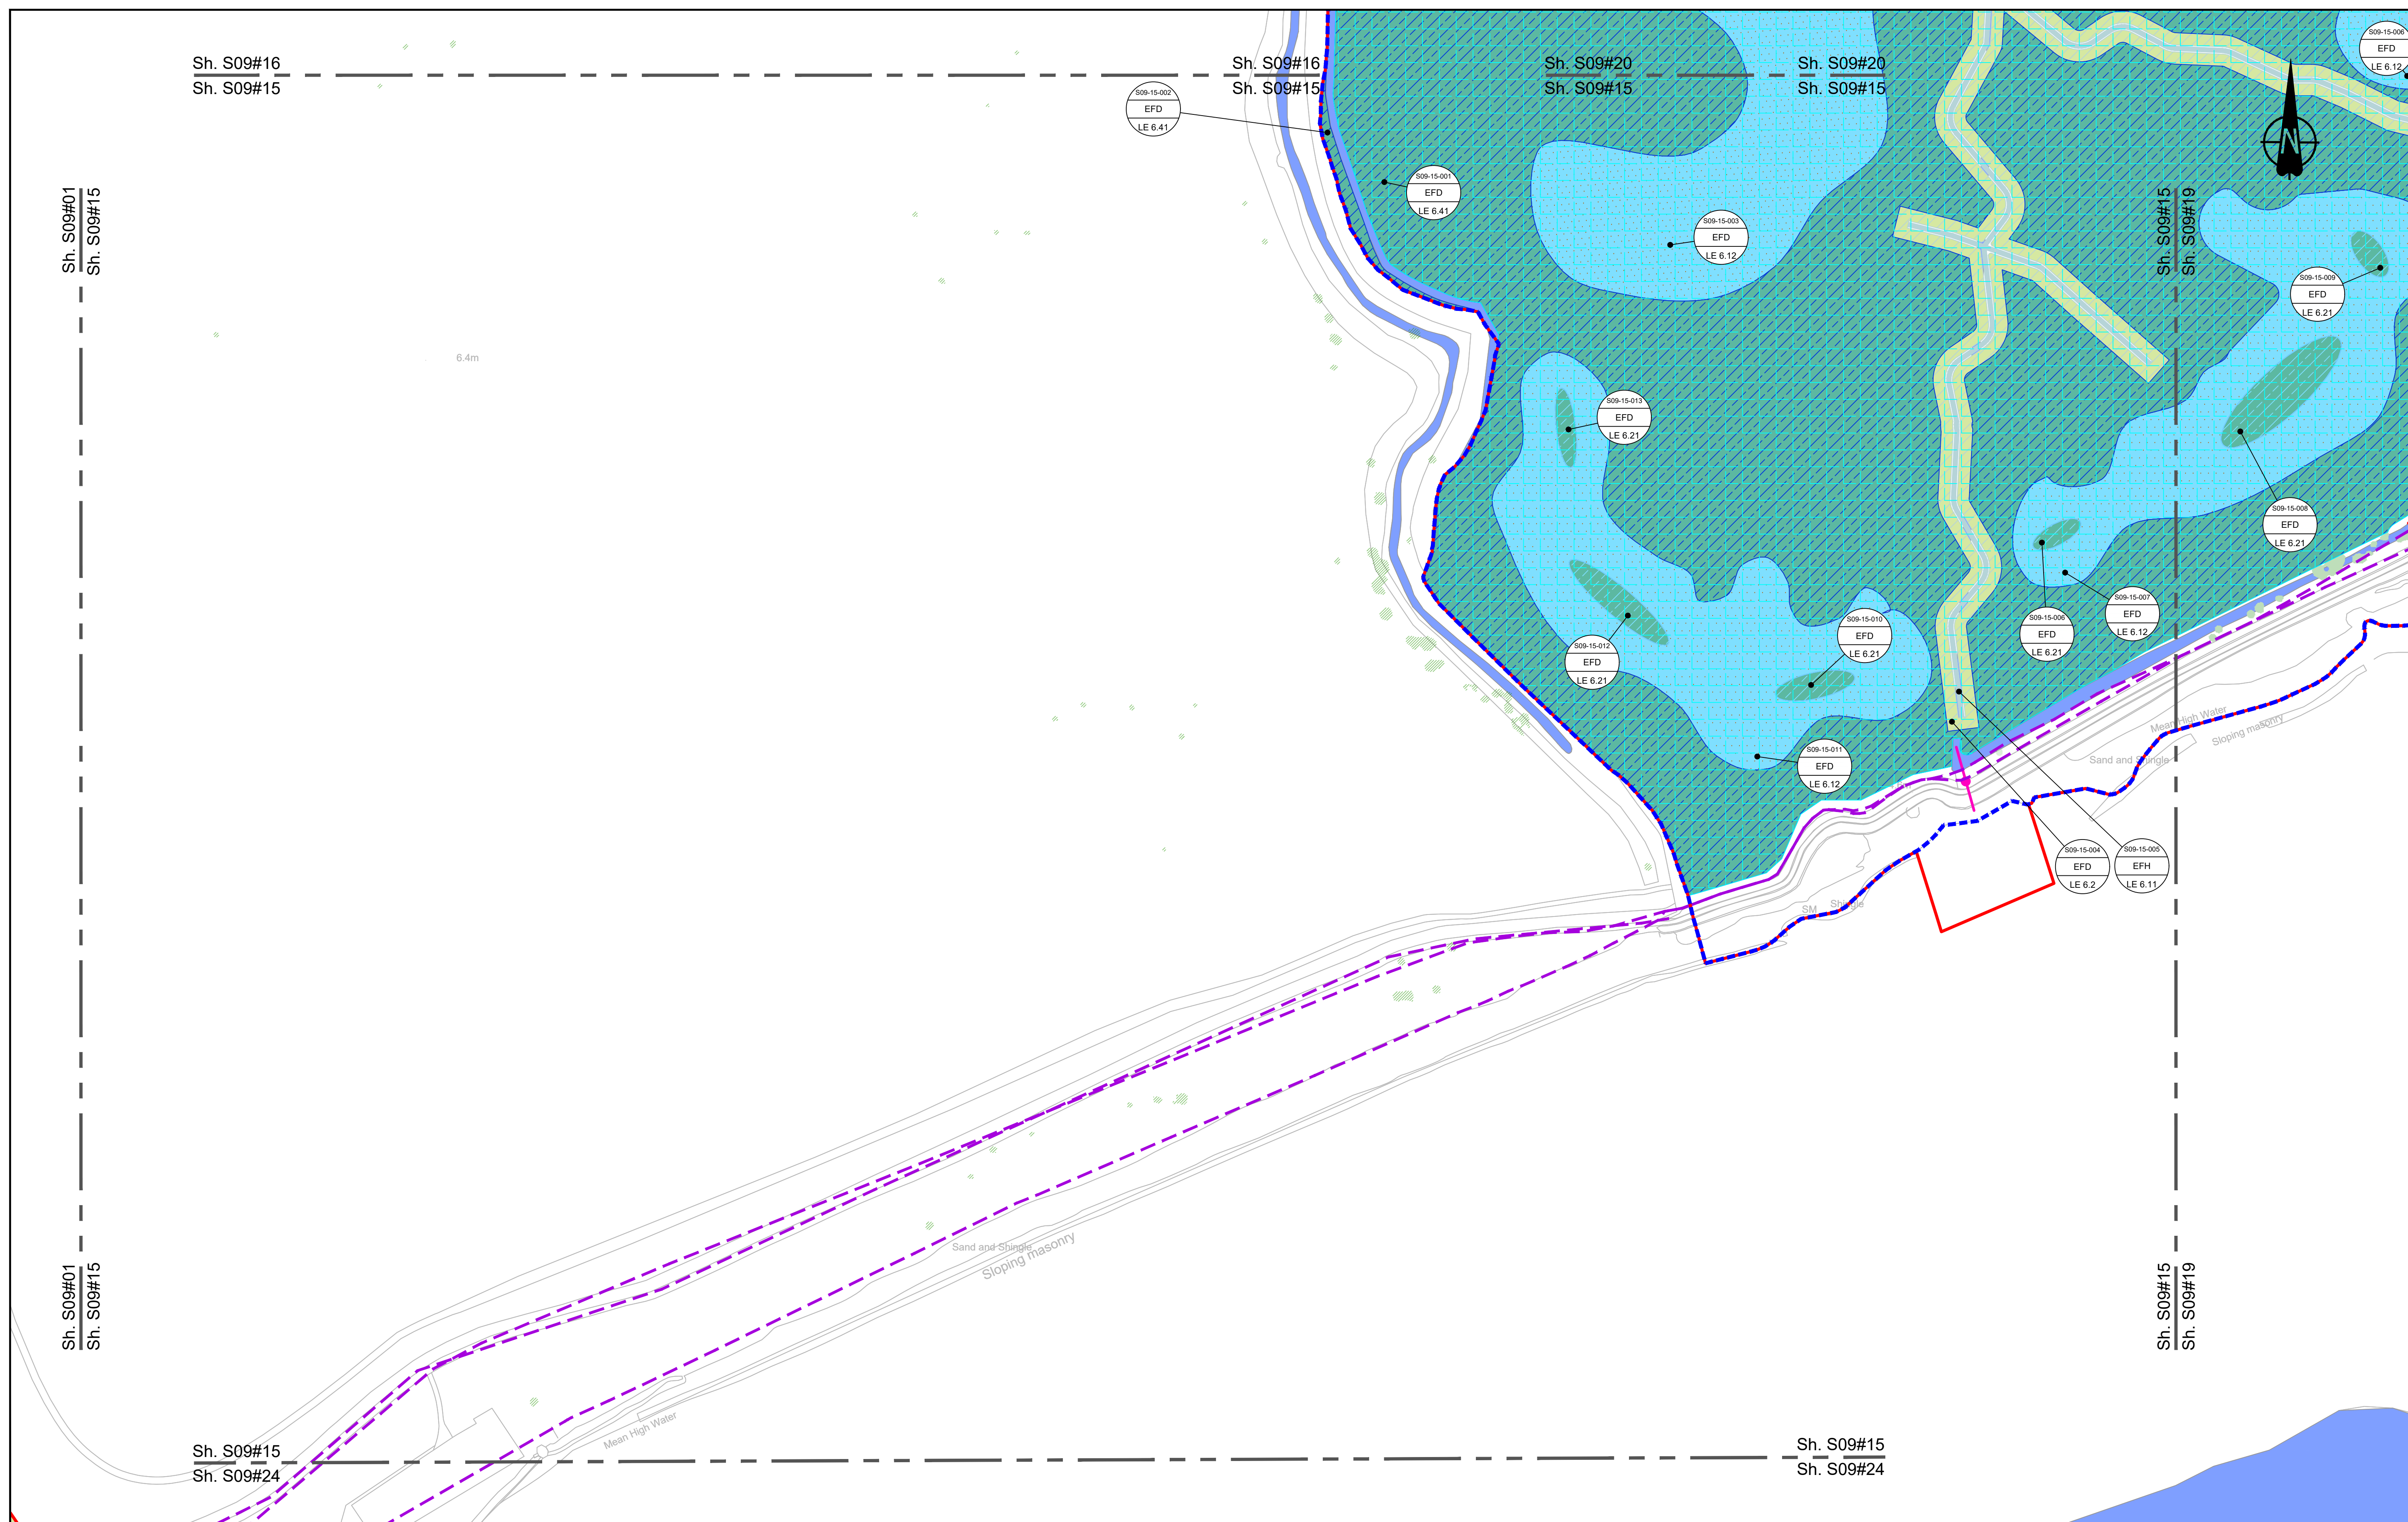 S09-15-006
EFD
LE 6.12
Sh. S09#16
Sh. S09#15
Sh. S09#16
Sh. S09#15
Sh. S09#20
Sh. S09#15
Sh. S09#20
Sh. S09#15
S09-15-002
EFD
LE 6.41
N
S09-15-001
EFD
LE 6.41
Sh. S09#01
Sh. S09#15
Sh. S09#15
Sh. S09#19
S09-15-003
EFD
LE 6.12
S09-15-009
EFD
LE 6.21
6.4m
S09-15-013
EFD
LE 6.21
S09-15-008
EFD
LE 6.21
S09-15-007
EFD
LE 6.12
S09-15-006
EFD
LE 6.21
S09-15-010
EFD
LE 6.21
S09-15-012
EFD
LE 6.21
Mean High Water
Sloping masonry
Sand and Shingle
S09-15-011
EFD
LE 6.12
S09-15-004
EFD
LE 6.2
S09-15-005
EFH
LE 6.11
SM
Shingle
Sand and Shingle
Sloping masonry
Sh. S09#01
Sh. S09#15
Sh. S09#15
Sh. S09#19
Mean High Water
Sh. S09#15
Sh. S09#24
Sh. S09#15
Sh. S09#24